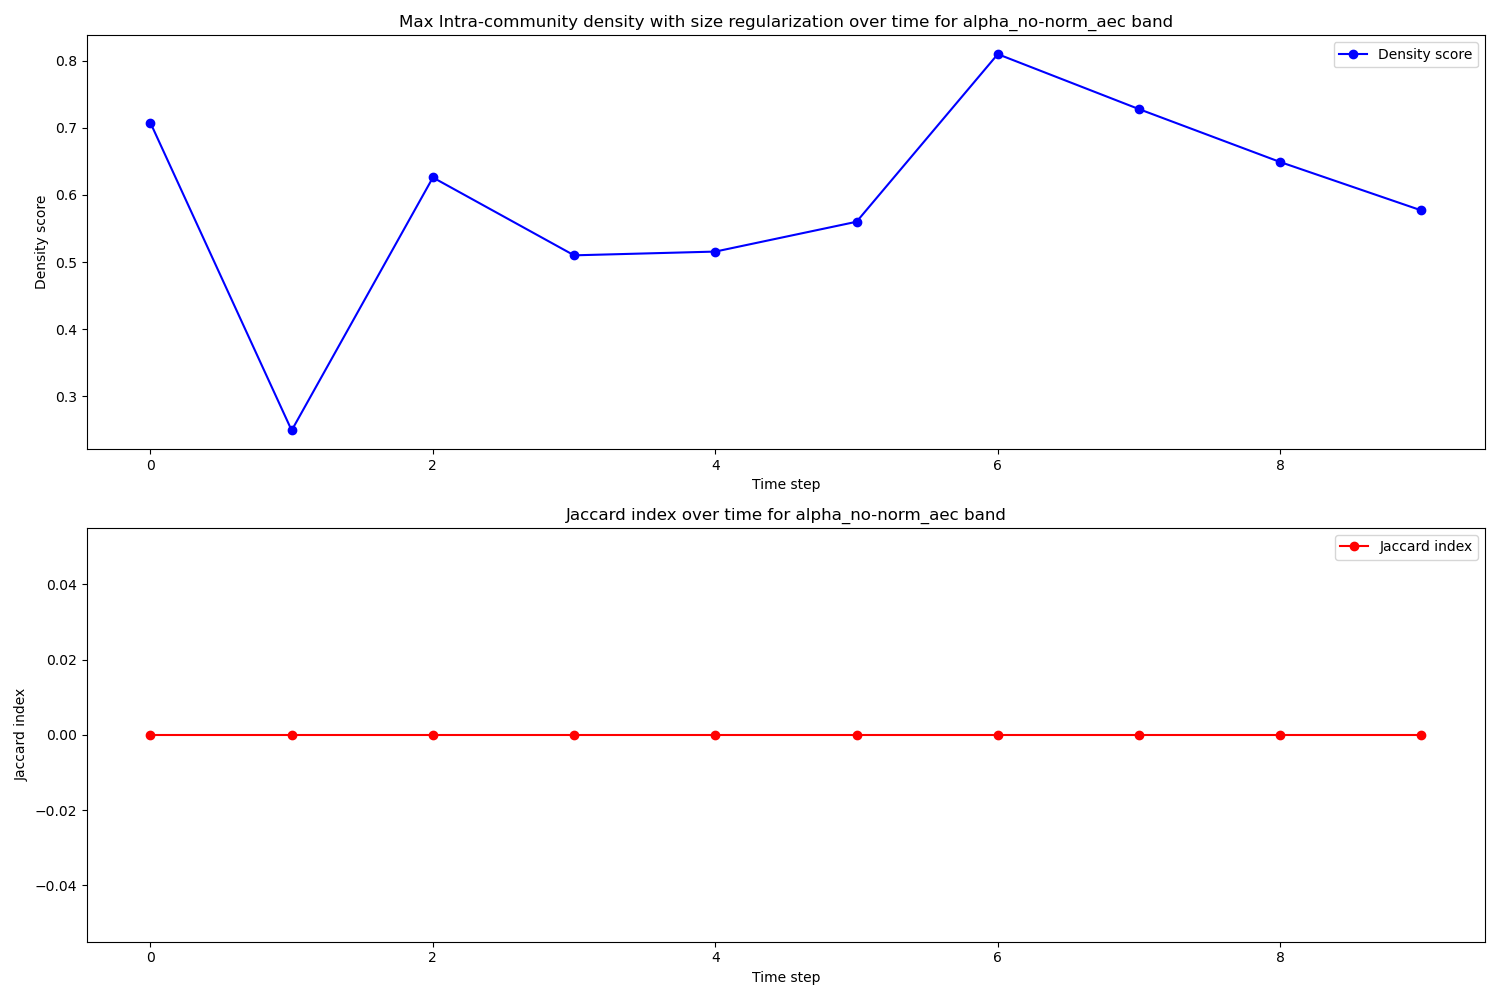 Max Intra-community density with size regularization over time for alpha_no-norm_aec band
Density score
0.8
0.7
0.6
0.5
0.4
0.3
Density score
0 2 4 6 8
Time step
Jaccard index over time for alpha_no-norm_aec band
Jaccard index
0.04
0.02
0.00
−0.02
−0.04
Jaccard index
0 2 4 6 8
Time step